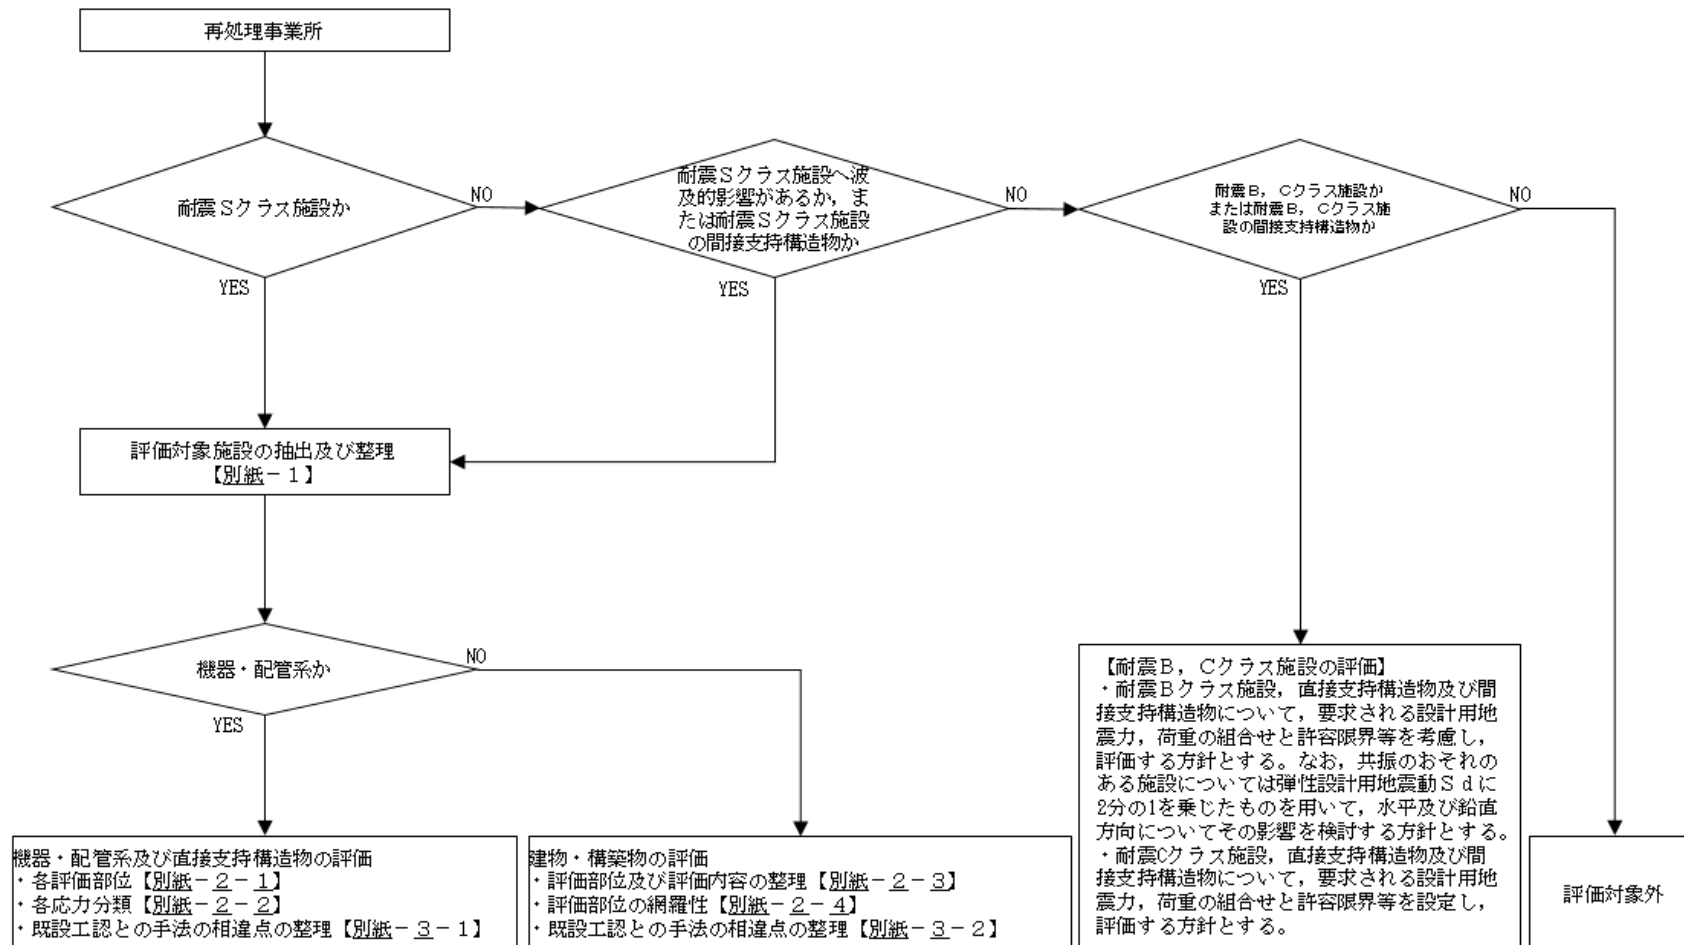 再処理事業所
耐震Ｓクラス施設か
NO
YES
耐震Ｓクラス施設へ波
及的影響があるか，ま
たは耐震Ｓクラス施設
の間接支持構造物か
NO
YES
耐震Ｂ，Ｃクラス施設か
または耐震Ｂ，Ｃクラス施
設の間接支持構造物か
NO
YES
評価対象施設の抽出及び整理
【別紙－１】
機器・配管系か
NO
YES
機器・配管系及び直接支持構造物の評価
・各評価部位【別紙－２－１】
・各応力分類【別紙－２－２】
・既設工認との手法の相違点の整理【別紙－３－１】
建物・構築物の評価
・評価部位及び評価内容の整理【別紙－２－３】
・評価部位の網羅性【別紙－２－４】
・既設工認との手法の相違点の整理【別紙－３－２】
【耐震Ｂ，Ｃクラス施設の評価】
・耐震Ｂクラス施設，直接支持構造物及び間
接支持構造物について，要求される設計用地
震力，荷重の組合せと許容限界等を考慮し，
評価する方針とする。なお，共振のおそれの
ある施設については弾性設計用地震動Ｓｄに
2分の1を乗じたものを用いて，水平及び鉛直
方向についてその影響を検討する方針とする。
・耐震Cクラス施設，直接支持構造物及び間
接支持構造物について，要求される設計用地
震力，荷重の組合せと許容限界等を設定し，
評価する方針とする。
評価対象外